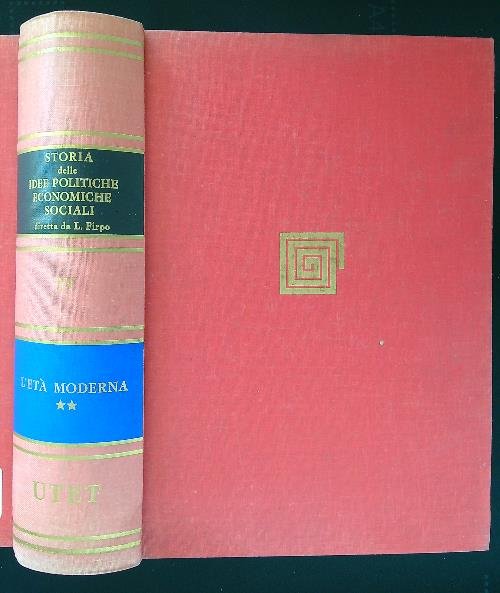 STORIA
delle
IDEE POLITICHE
ECONOMICHE
SOCIALI
diretta da L. Firpo
L'ETÀ MODERNA
★★
UTET